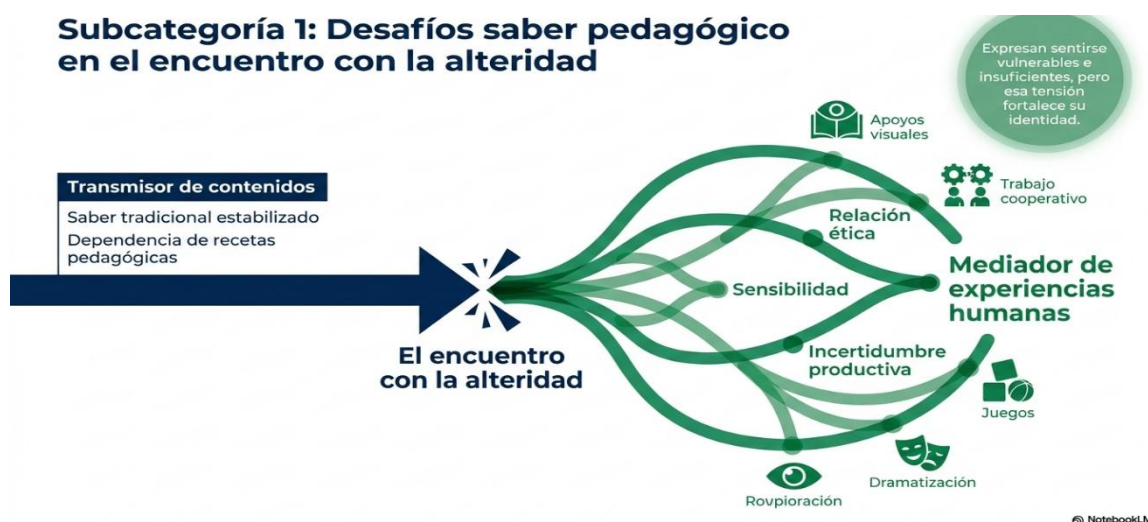 Subcategoría 1: Desafíos saber pedagógico
en el encuentro con la alteridad
Expresan sentirse
vulnerables e
insuficientes, pero
esa tensión
fortalece su
identidad.
Transmisor de contenidos
Saber tradicional estabilizado
Dependencia de recetas
pedagógicas
El encuentro
con la alteridad
Apoyos
visuales
Trabajo
cooperativo
Relación
ética
Sensibilidad
Mediador de
experiencias
humanas
Incertidumbre
productiva
Juegos
Dramatización
Rovpioración
NotebookLM